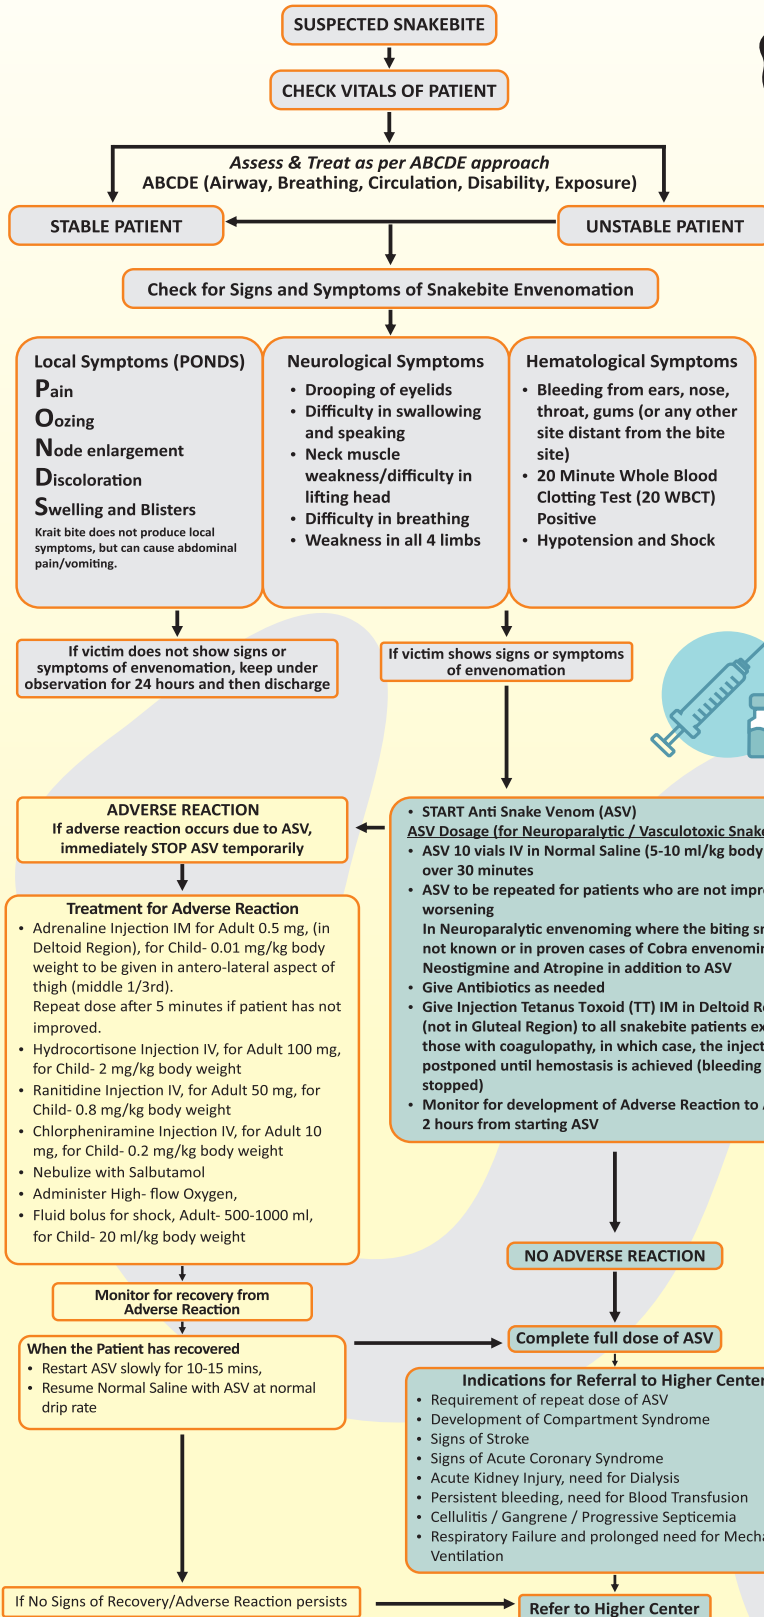 SUSPECTED SNAKEBITE
CHECK VITALS OF PATIENT
Assess & Treat as per ABCDE approach
ABCDE (Airway, Breathing, Circulation, Disability, Exposure)
STABLE PATIENT
UNSTABLE PATIENT
Check for Signs and Symptoms of Snakebite Envenomation
Local Symptoms (PONDS)
Pain
Oozing
Node enlargement
Discoloration
Swelling and Blisters
Krait bite does not produce local
symptoms, but can cause abdominal
pain/vomiting.
Neurological Symptoms
• Drooping of eyelids
• Difficulty in swallowing
and speaking
• Neck muscle
weakness/difficulty in
lifting head
• Difficulty in breathing
• Weakness in all 4 limbs
Hematological Symptoms
• Bleeding from ears, nose,
throat, gums (or any other
site distant from the bite
site)
• 20 Minute Whole Blood
Clotting Test (20 WBCT)
Positive
• Hypotension and Shock
If victim does not show signs or
symptoms of envenomation, keep under
observation for 24 hours and then discharge
If victim shows signs or symptoms
of envenomation
ADVERSE REACTION
If adverse reaction occurs due to ASV,
immediately STOP ASV temporarily
Treatment for Adverse Reaction
• Adrenaline Injection IM for Adult 0.5 mg, (in
Deltoid Region), for Child- 0.01 mg/kg body
weight to be given in antero-lateral aspect of
thigh (middle 1/3rd).
Repeat dose after 5 minutes if patient has not
improved.
• Hydrocortisone Injection IV, for Adult 100 mg,
for Child- 2 mg/kg body weight
• Ranitidine Injection IV, for Adult 50 mg, for
Child- 0.8 mg/kg body weight
• Chlorpheniramine Injection IV, for Adult 10
mg, for Child- 0.2 mg/kg body weight
• Nebulize with Salbutamol
• Administer High- flow Oxygen,
• Fluid bolus for shock, Adult- 500-1000 ml,
for Child- 20 ml/kg body weight
Monitor for recovery from
Adverse Reaction
When the Patient has recovered
• Restart ASV slowly for 10-15 mins,
• Resume Normal Saline with ASV at normal
drip rate
If No Signs of Recovery/Adverse Reaction persists
• START Anti Snake Venom (ASV)
ASV Dosage (for Neuroparalytic / Vasculotoxic
• ASV 10 vials IV in Normal Saline (5-10 ml/kg body
over 30 minutes
• ASV to be repeated for patients who are not
worsening
In Neuroparalytic envenoming where the biting
not known or in proven cases of Cobra
Neostigmine and Atropine in addition to ASV
• Give Antibiotics as needed
• Give Injection Tetanus Toxoid (TT) IM in Deltoid
(not in Gluteal Region) to all snakebite patients
those with coagulopathy, in which case, the
postponed until hemostasis is achieved (bleeding
stopped)
• Monitor for development of Adverse Reaction to
2 hours from starting ASV
NO ADVERSE REACTION
Complete full dose of ASV
Indications for Referral to Higher Center
• Requirement of repeat dose of ASV
• Development of Compartment Syndrome
• Signs of Stroke
• Signs of Acute Coronary Syndrome
• Acute Kidney Injury, need for Dialysis
• Persistent bleeding, need for Blood Transfusion
• Cellulitis / Gangrene / Progressive Septicemia
• Respiratory Failure and prolonged need for
Ventilation
Refer to Higher Center